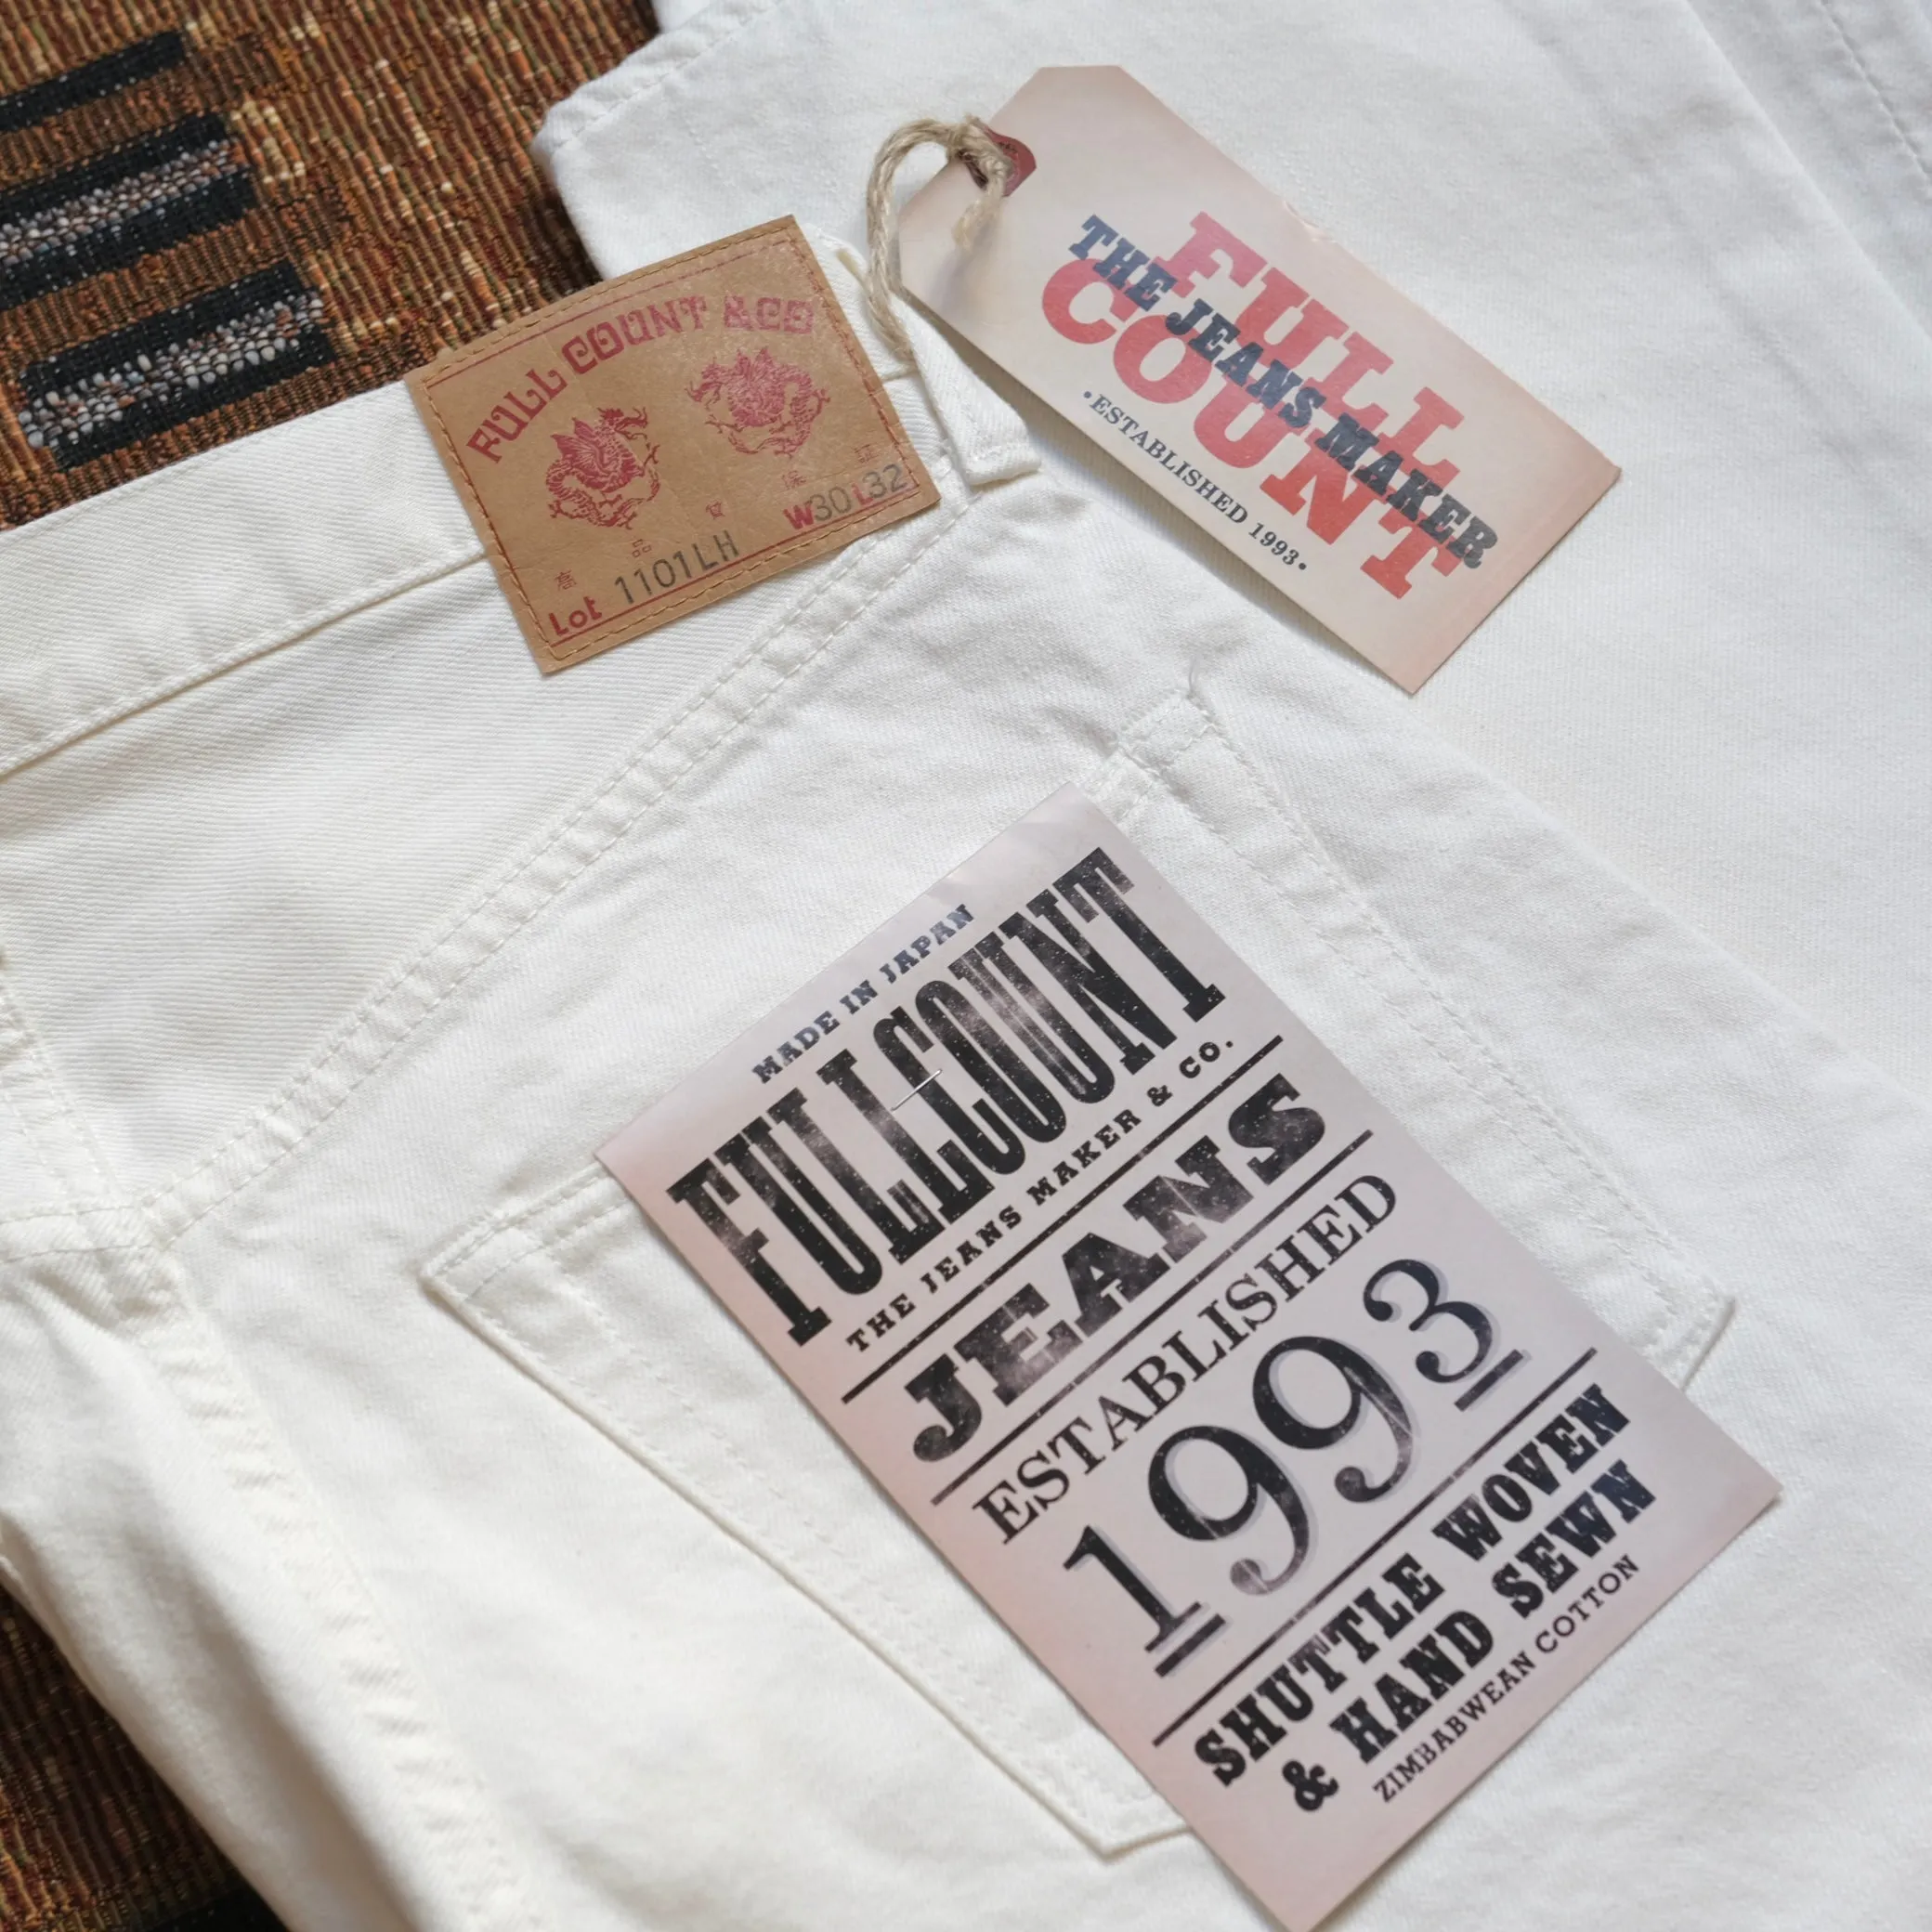 FULL COUNT &CO
高 品 質 保 証
Lot 1101LH W30 L32
FULL
COUNT
THE JEANS MAKER
•ESTABLISHED 1993•
MADE IN JAPAN
FULLCOUNT
THE JEANS MAKER & CO.
JEANS
ESTABLISHED
1993
SHUTTLE WOVEN
& HAND SEWN
ZIMBABWEAN COTTON